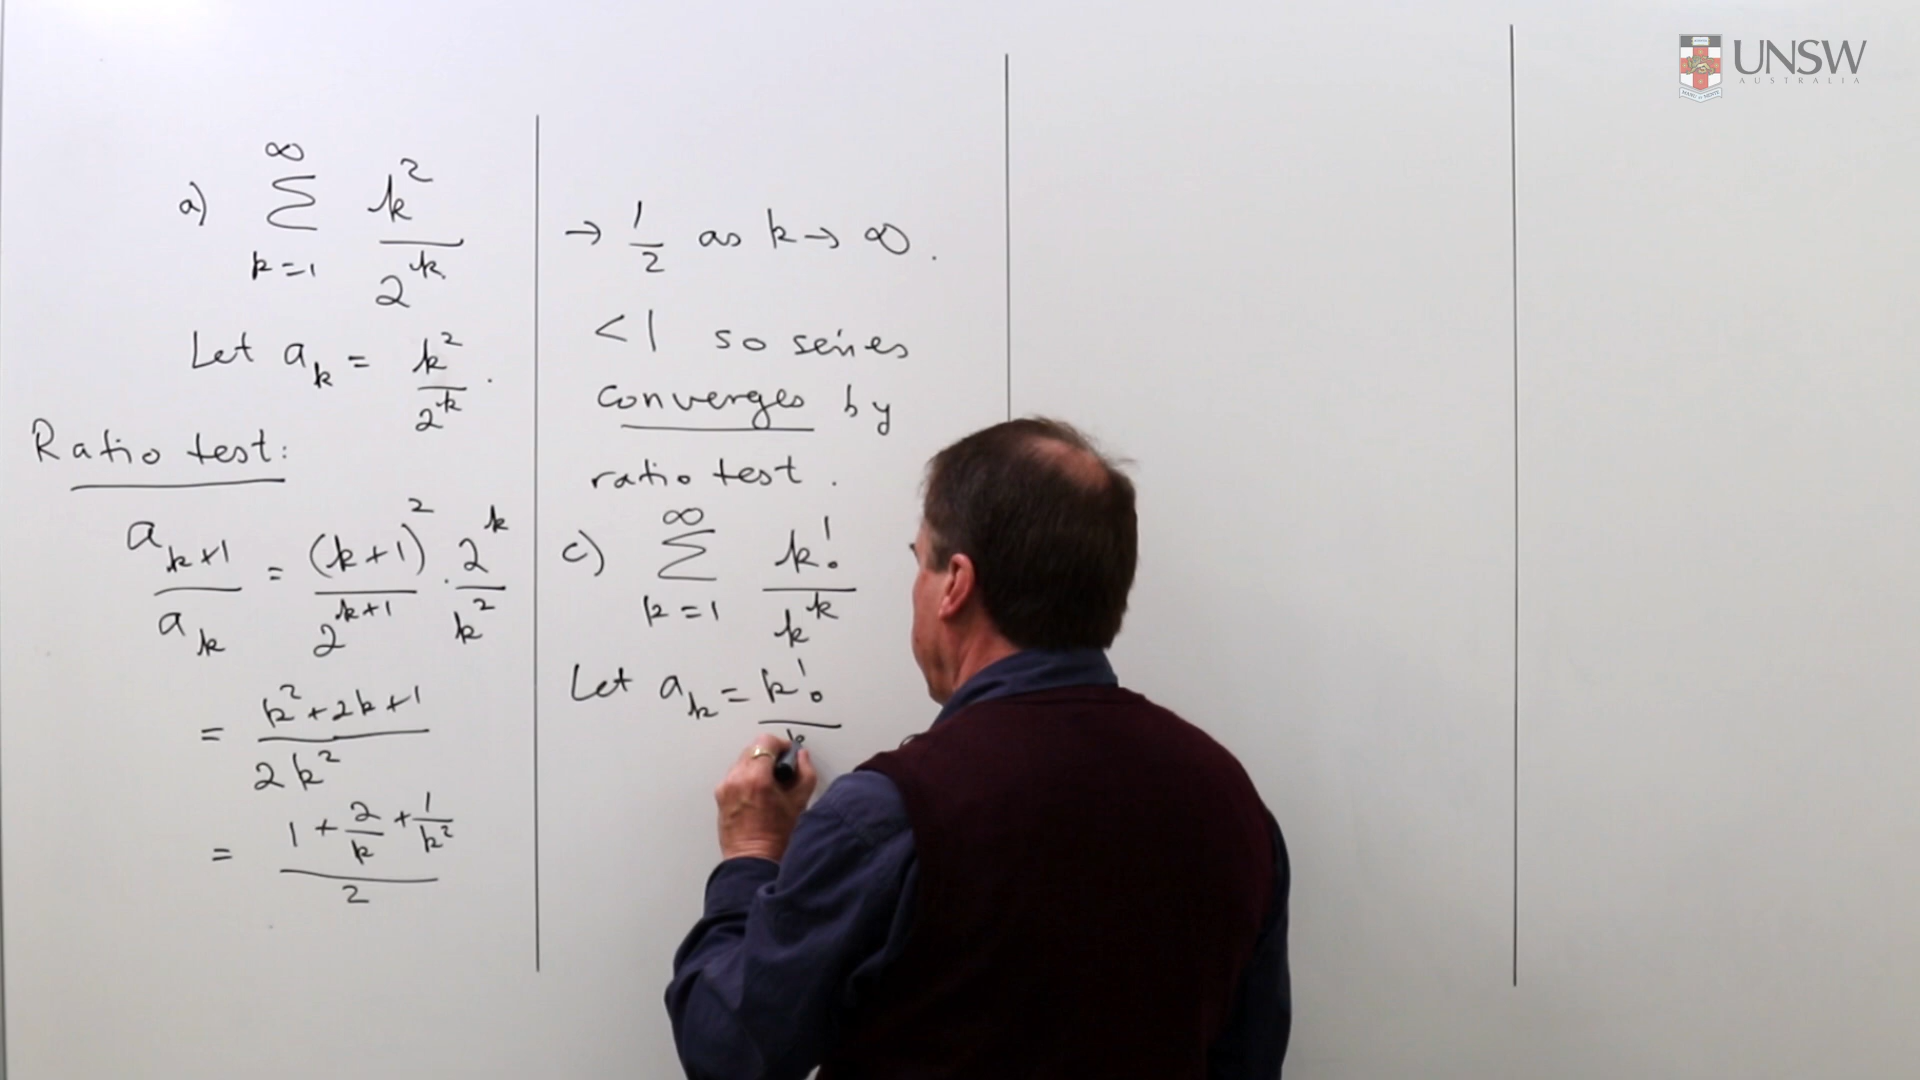 a) ∞ Σ k=1 k²/2^k
Let a_k = k²/2^k .
Ratio test:
a_{k+1}/a_k = (k+1)²/2^{k+1} · 2^k/k²
= (k²+2k+1)/(2k²)
= (1 + 2/k + 1/k²)/2
→ 1/2 as k → ∞ .
< 1 so series
converges by
ratio test .
c) ∞ Σ k=1 k!/k^k
Let a_k = k!/k
UNSW
AUSTRALIA